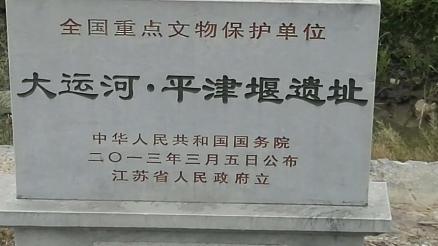 全国重点文物保护单位
大运河·平津堰遗址
中华人民共和国国务院
二〇一三年三月五日公布
江苏省人民政府立